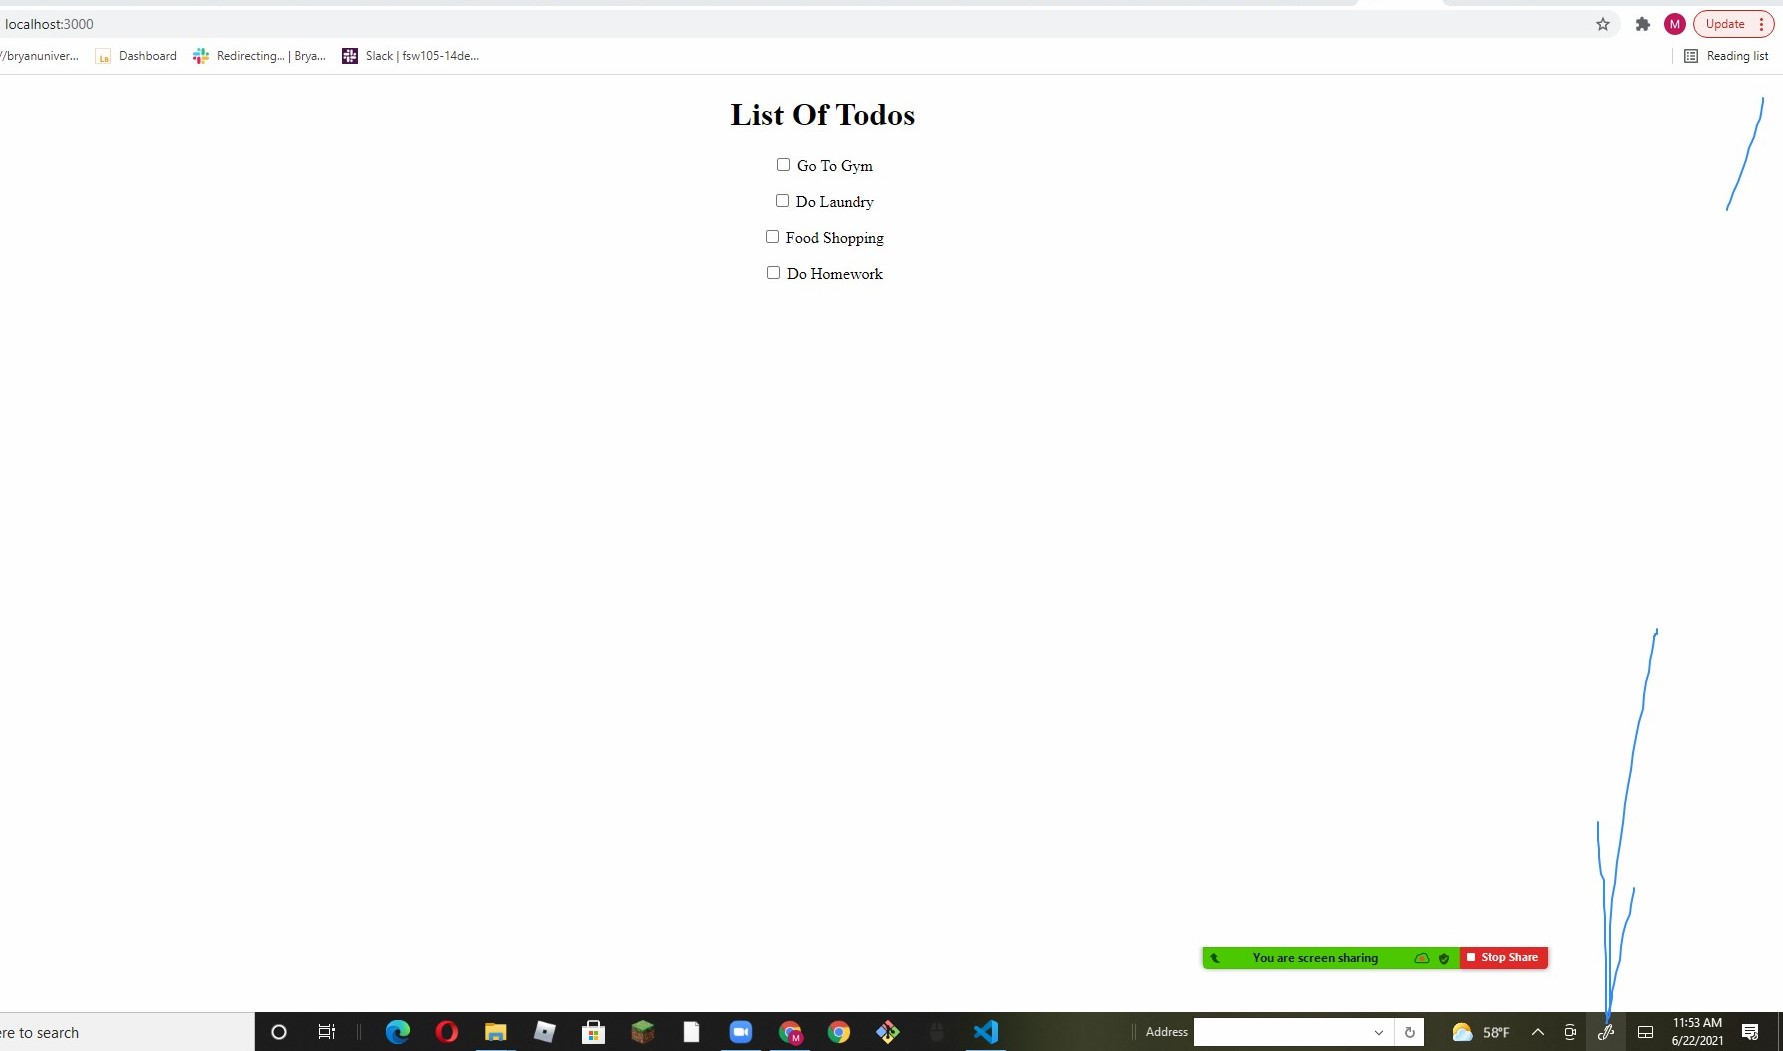 localhost:3000
M
Update
//bryanuniver...
Dashboard
Redirecting... | Brya...
Slack | fsw105-14de...
Reading list
List Of Todos
Go To Gym
Do Laundry
Food Shopping
Do Homework
You are screen sharing
Stop Share
ere to search
M
Address
58°F
11:53 AM
6/22/2021